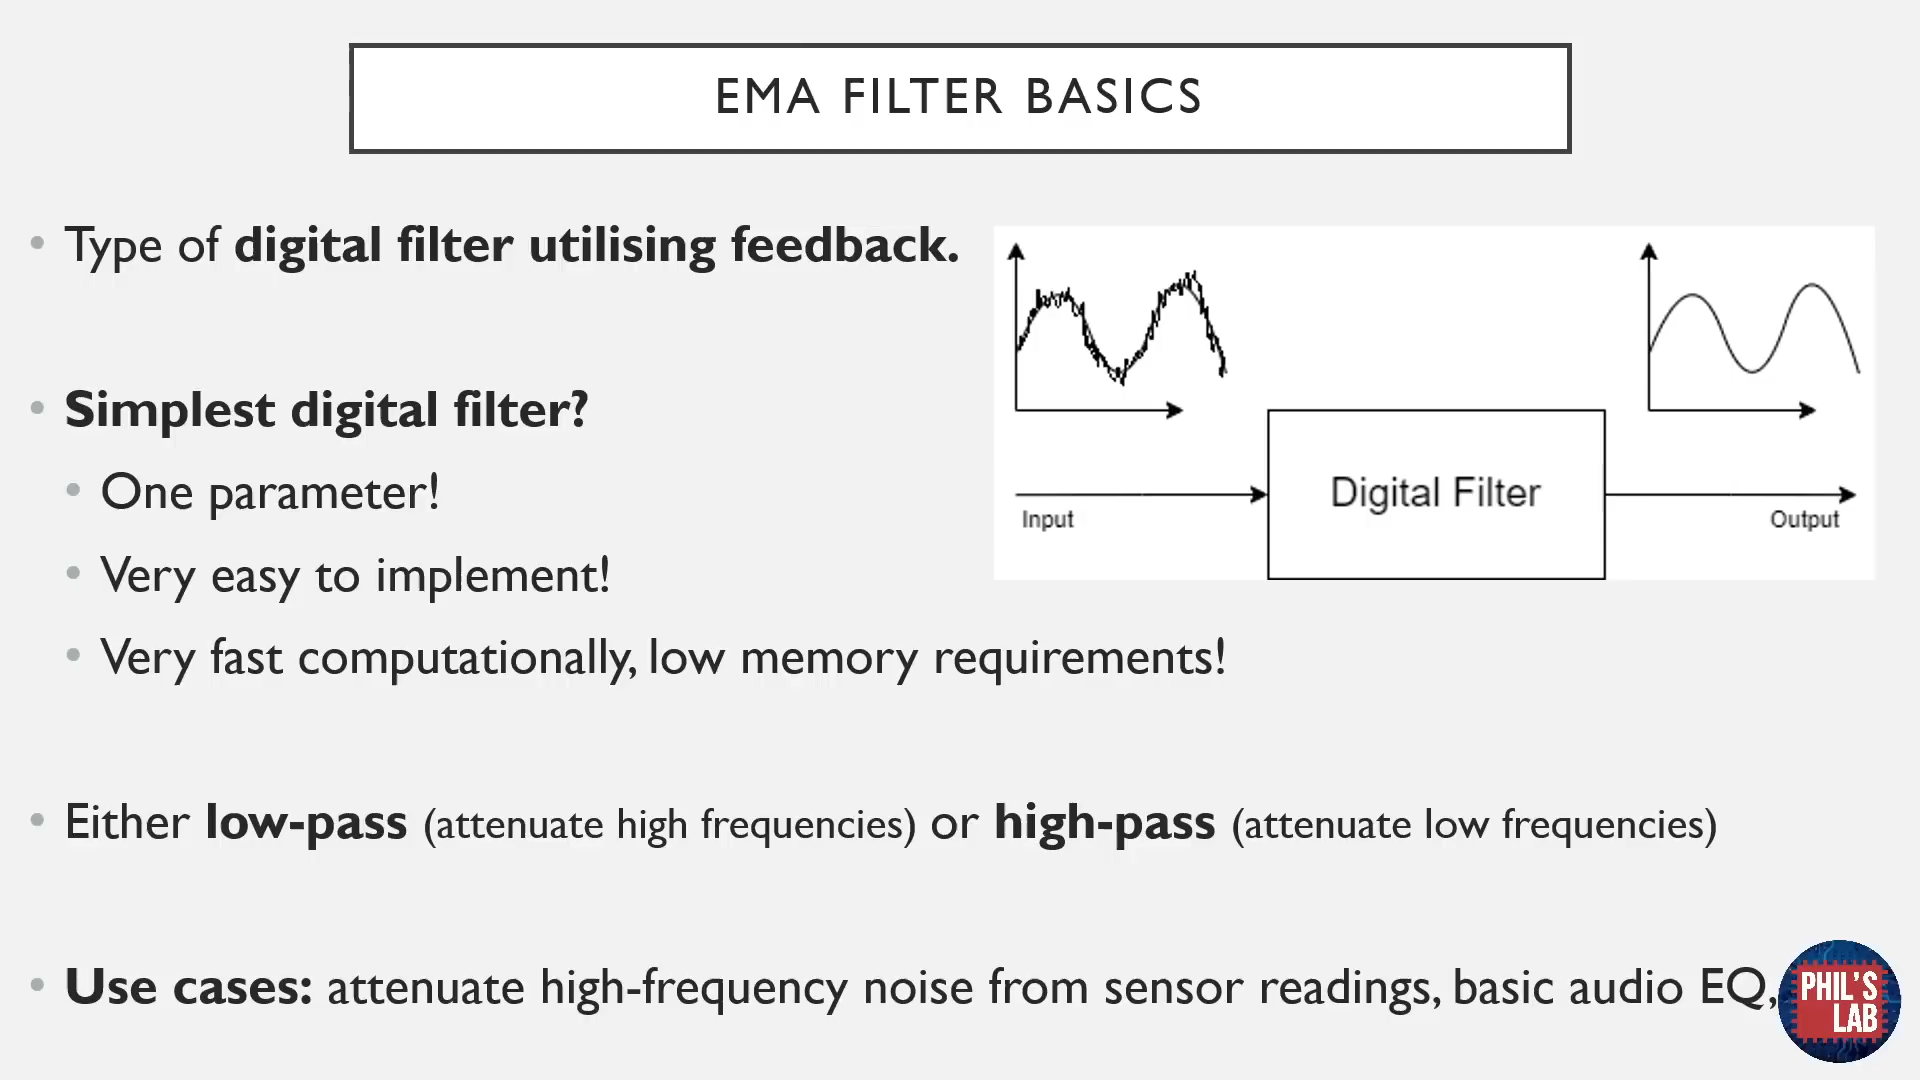 EMA FILTER BASICS
• Type of digital filter utilising feedback.
• Simplest digital filter?
• One parameter!
• Very easy to implement!
• Very fast computationally, low memory requirements!
Input
Digital Filter
Output
• Either low-pass (attenuate high frequencies) or high-pass (attenuate low frequencies)
• Use cases: attenuate high-frequency noise from sensor readings, basic audio EQ,
PHIL'S
LAB